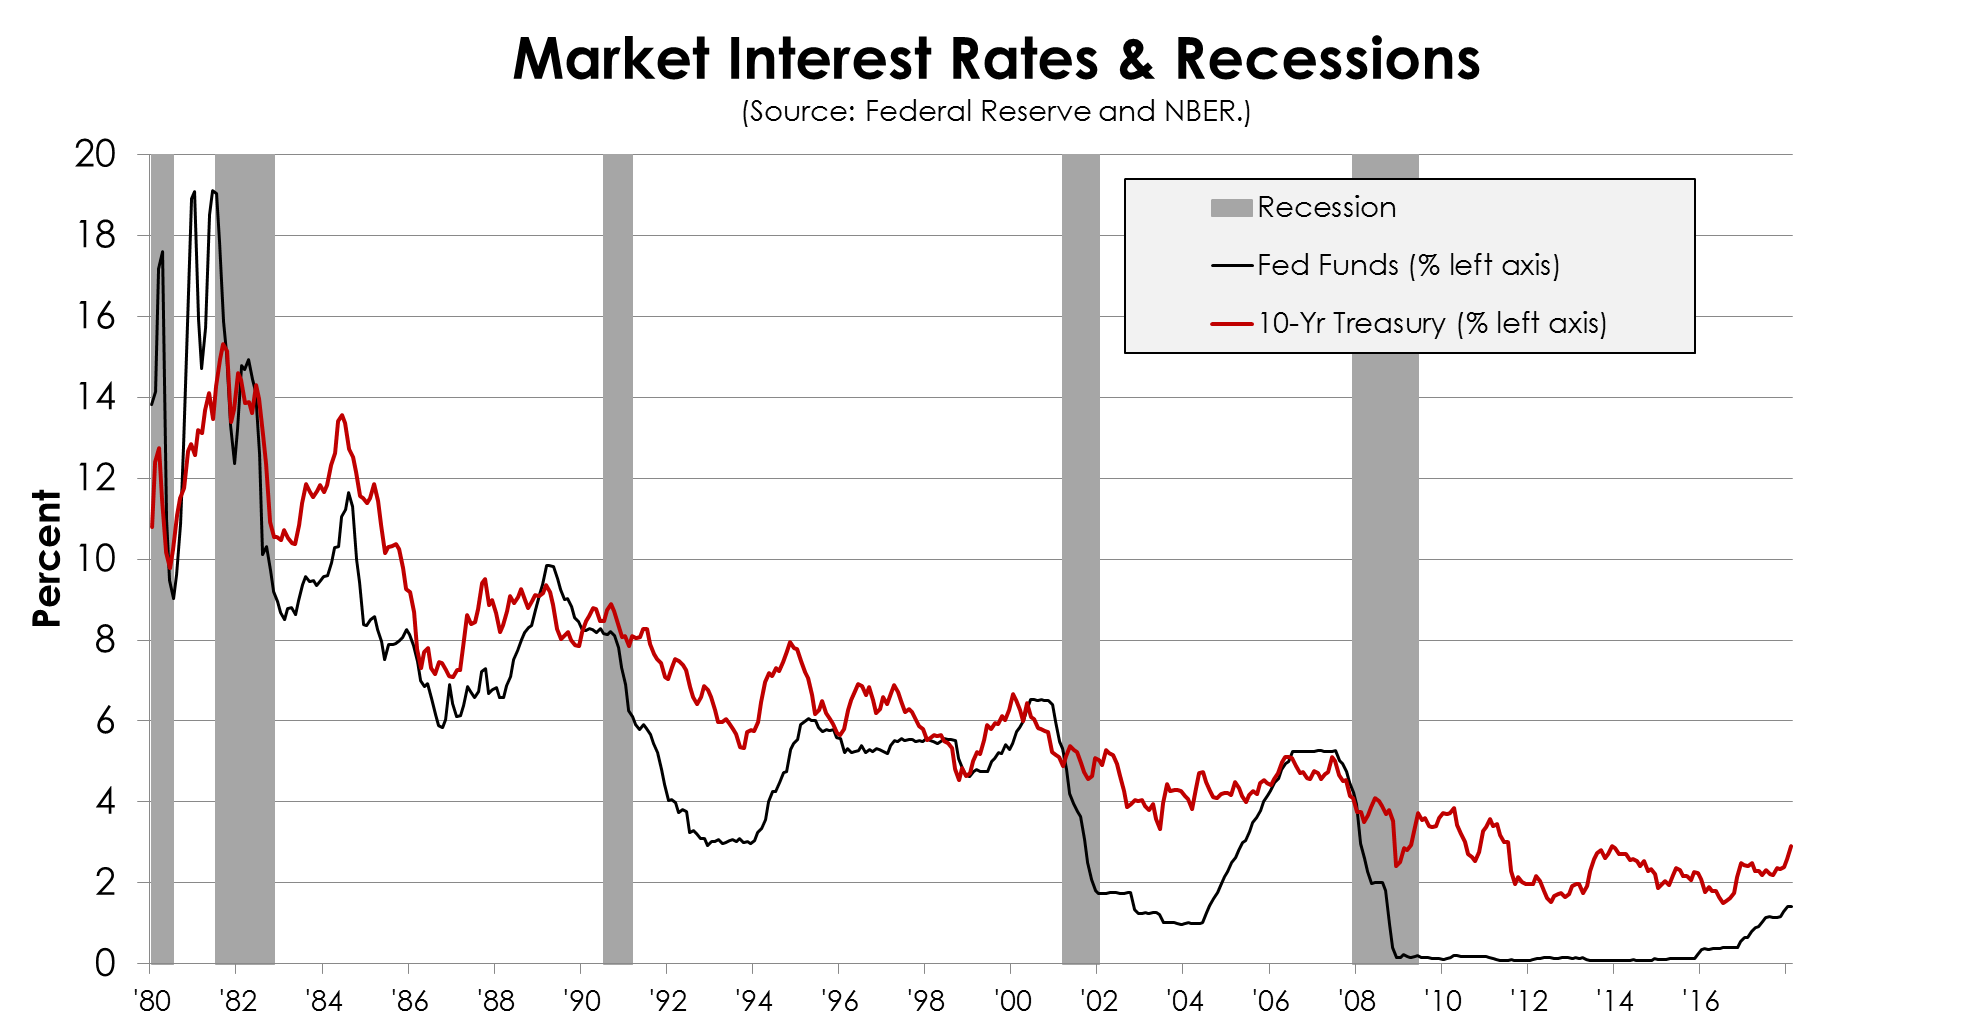 Market Interest Rates & Recessions
(Source: Federal Reserve and NBER.)
Recession
Fed Funds (% left axis)
10-Yr Treasury (% left axis)
Percent
20
18
16
14
12
10
8
6
4
2
0
'80 '82 '84 '86 '88 '90 '92 '94 '96 '98 '00 '02 '04 '06 '08 '10 '12 '14 '16